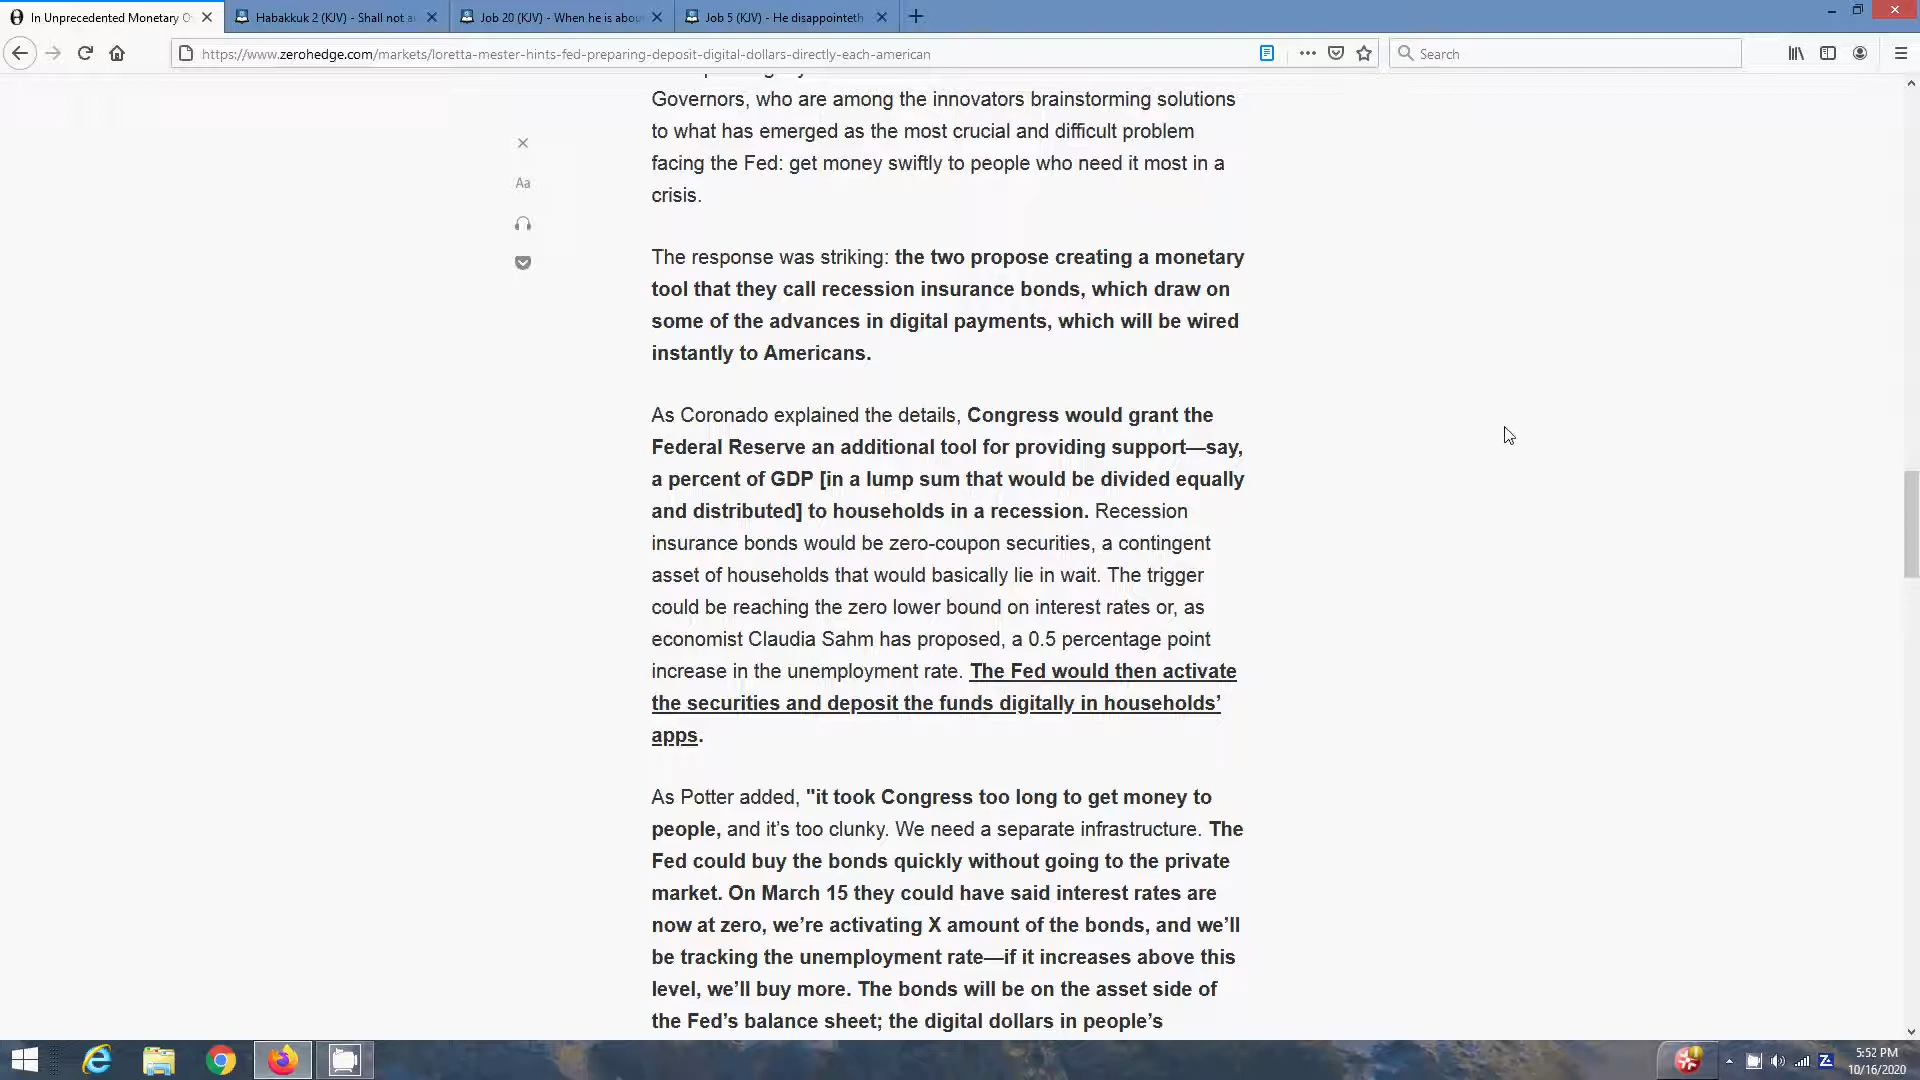 In Unprecedented Monetary O
Habakkuk 2 (KJV) - Shall not a
Job 20 (KJV) - When he is abou
Job 5 (KJV) - He disappointeth
https://www.zerohedge.com/markets/loretta-mester-hints-fed-preparing-deposit-digital-dollars-directly-each-american
Search
Governors, who are among the innovators brainstorming solutions
to what has emerged as the most crucial and difficult problem
facing the Fed: get money swiftly to people who need it most in a
crisis.
Aa
The response was striking: the two propose creating a monetary
tool that they call recession insurance bonds, which draw on
some of the advances in digital payments, which will be wired
instantly to Americans.
As Coronado explained the details, Congress would grant the
Federal Reserve an additional tool for providing support—say,
a percent of GDP [in a lump sum that would be divided equally
and distributed] to households in a recession. Recession
insurance bonds would be zero-coupon securities, a contingent
asset of households that would basically lie in wait. The trigger
could be reaching the zero lower bound on interest rates or, as
economist Claudia Sahm has proposed, a 0.5 percentage point
increase in the unemployment rate. The Fed would then activate
the securities and deposit the funds digitally in households’
apps.
As Potter added, "it took Congress too long to get money to
people, and it’s too clunky. We need a separate infrastructure. The
Fed could buy the bonds quickly without going to the private
market. On March 15 they could have said interest rates are
now at zero, we’re activating X amount of the bonds, and we’ll
be tracking the unemployment rate—if it increases above this
level, we’ll buy more. The bonds will be on the asset side of
the Fed’s balance sheet; the digital dollars in people’s
5:52 PM
10/16/2020